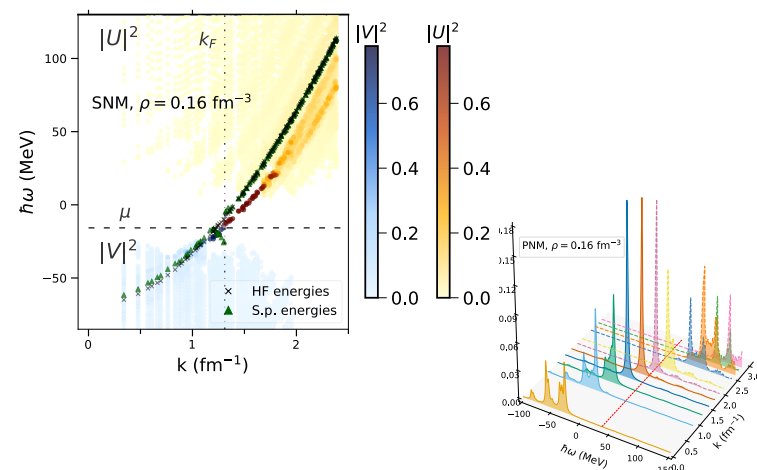 |U|²
k_F
|V|²
|U|²
SNM, ρ = 0.16 fm⁻³
μ
|V|²
× HF energies
▲ S.p. energies
100
50
0
−50
ħω (MeV)
0
1
2
k (fm⁻¹)
0.6
0.4
0.2
0.0
0.6
0.4
0.2
0.0
PNM, ρ = 0.16 fm⁻³
0.15
0.12
0.09
0.06
0.03
0.00
−100
−50
0
50
100
ħω (MeV)
0.0
0.5
1.0
1.5
2.0
2.5
3.0
k (fm⁻¹)